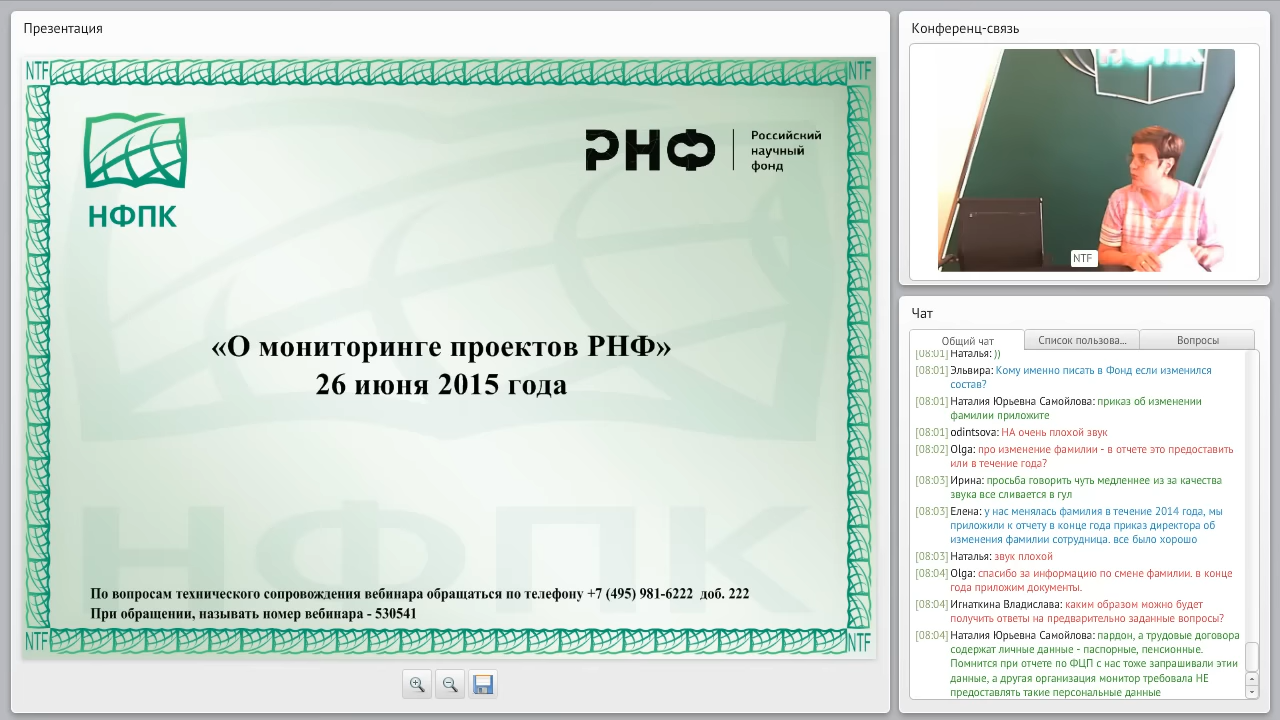 Презентация
NTF
NTF
НФПК
РНФ
Российский
научный
фонд
«О мониторинге проектов РНФ»
26 июня 2015 года
НФПК
По вопросам технического сопровождения вебинара обращаться по телефону +7 (495) 981-6222 доб. 222
При обращении, называть номер вебинара - 530541
NTF
NTF
Конференц-связь
НФПК
NTF
Чат
Общий чат
Список пользова...
Вопросы
[08:01] Наталья: ))
[08:01] Эльвира: Кому именно писать в Фонд если изменился
состав?
[08:01] Наталия Юрьевна Самойлова: приказ об изменении
фамилии приложите
[08:01] odintsova: НА очень плохой звук
[08:02] Olga: про изменение фамилии - в отчете это предоставить
или в течение года?
[08:03] Ирина: просьба говорить чуть медленнее из за качества
звука все сливается в гул
[08:03] Елена: у нас менялась фамилия в течение 2014 года, мы
приложили к отчету в конце года приказ директора об
изменения фамилии сотрудница. все было хорошо
[08:03] Наталья: звук плохой
[08:04] Olga: спасибо за информацию по смене фамилии. в конце
года приложим документы.
[08:04] Игнаткина Владислава: каким образом можно будет
получить ответы на предварительно заданные вопросы?
[08:04] Наталия Юрьевна Самойлова: пардон, а трудовые договора
содержат личные данные - паспорные, пенсионные.
Помнится при отчете по ФЦП с нас тоже запрашивали этии
данные, а другая организация монитор требовала НЕ
предоставлять такие персональные данные